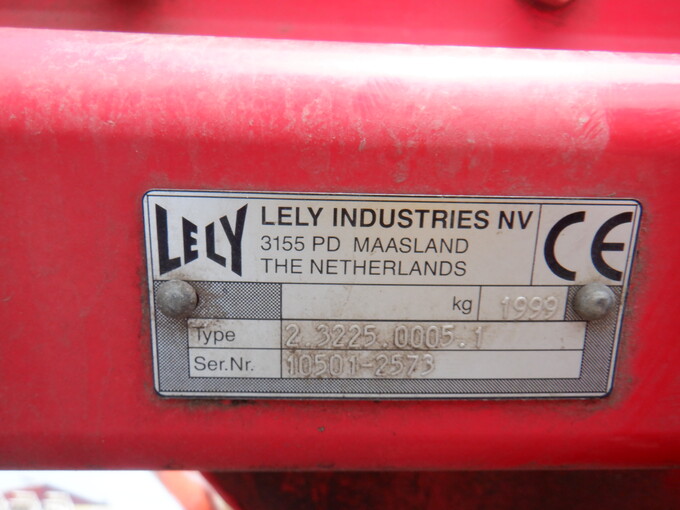 LELY
LELY INDUSTRIES NV
3155 PD MAASLAND
THE NETHERLANDS
CE
kg 1999
Type 2.3225.0005.1
Ser.Nr. 10501-2573